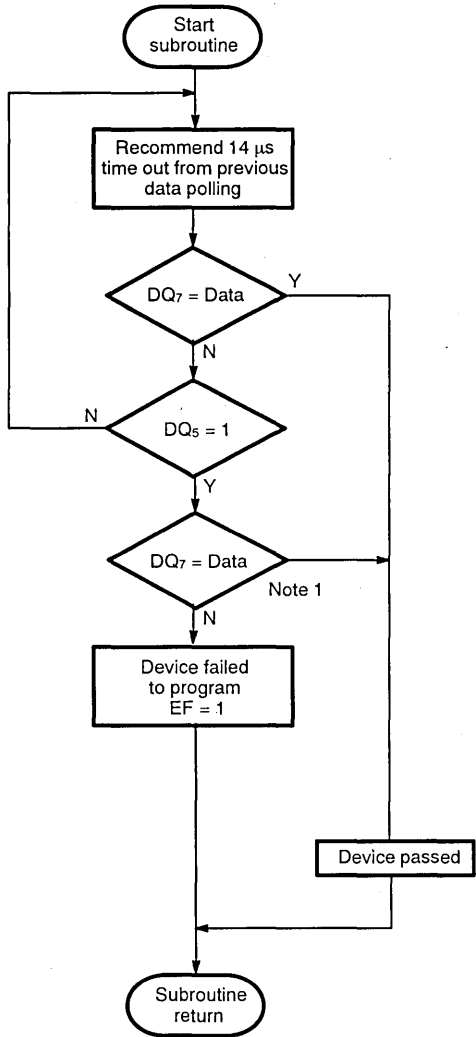 Start
subroutine
Recommend 14 µs
time out from previous
data polling
DQ₇ = Data
Y
N
N
DQ₅ = 1
Y
DQ₇ = Data
Note 1
N
Device failed
to program
EF = 1
Device passed
Subroutine
return